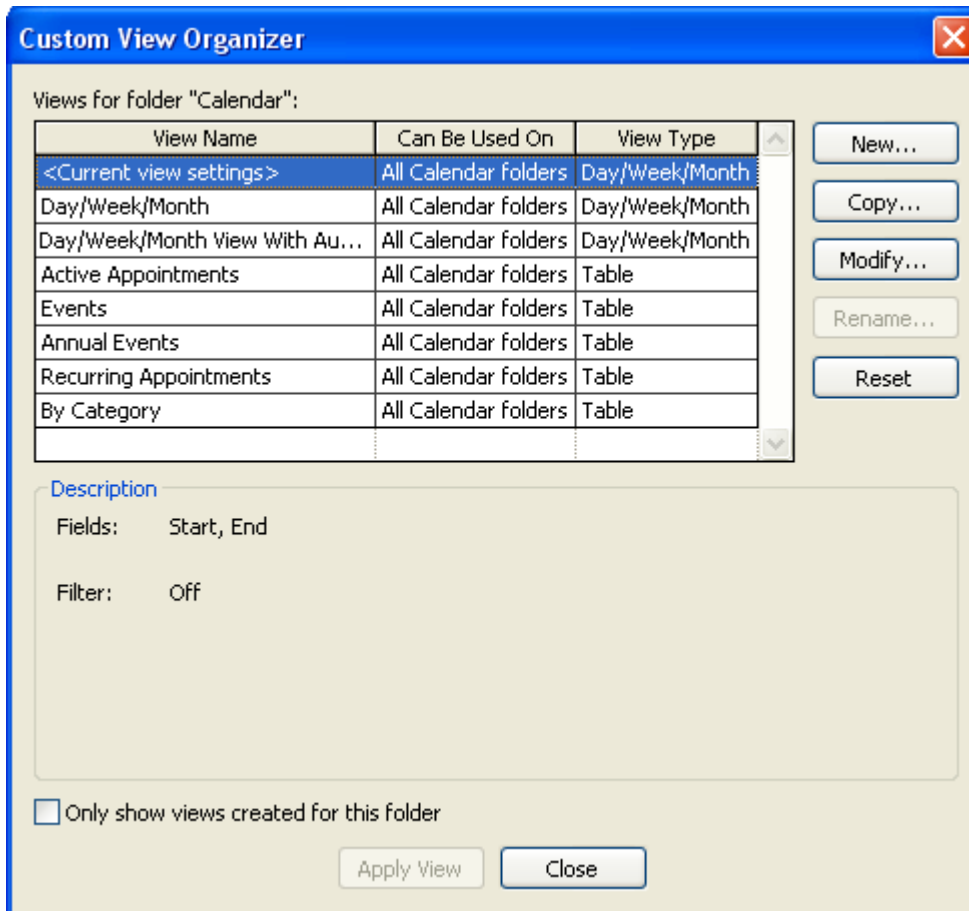 Custom View Organizer
Views for folder "Calendar":
View Name Can Be Used On View Type
<Current view settings> All Calendar folders Day/Week/Month
Day/Week/Month All Calendar folders Day/Week/Month
Day/Week/Month View With Au... All Calendar folders Day/Week/Month
Active Appointments All Calendar folders Table
Events All Calendar folders Table
Annual Events All Calendar folders Table
Recurring Appointments All Calendar folders Table
By Category All Calendar folders Table
New...
Copy...
Modify...
Rename...
Reset
Description
Fields: Start, End
Filter: Off
Only show views created for this folder
Apply View Close